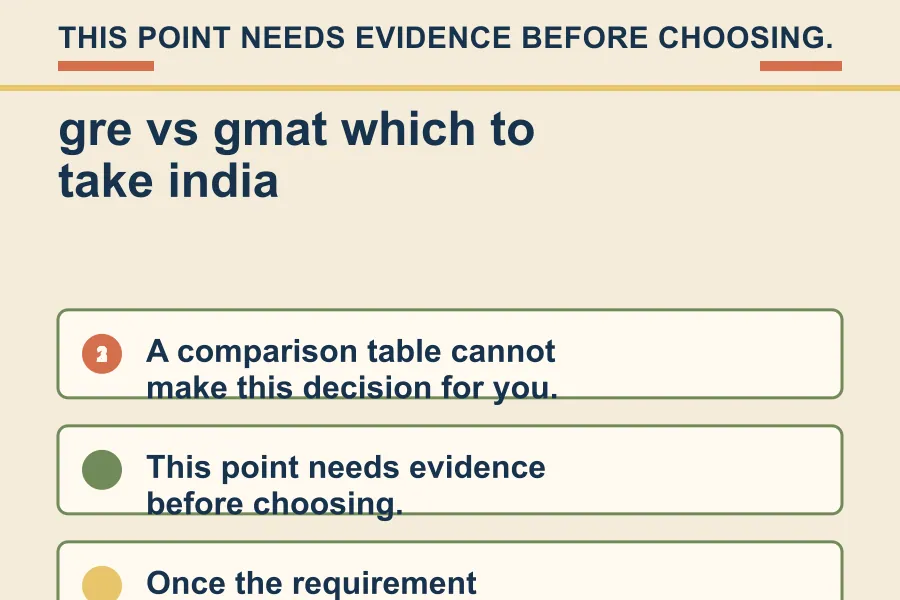 THIS POINT NEEDS EVIDENCE BEFORE CHOOSING.
gre vs gmat which to
take india
A comparison table cannot
make this decision for you.
This point needs evidence
before choosing.
Once the requirement